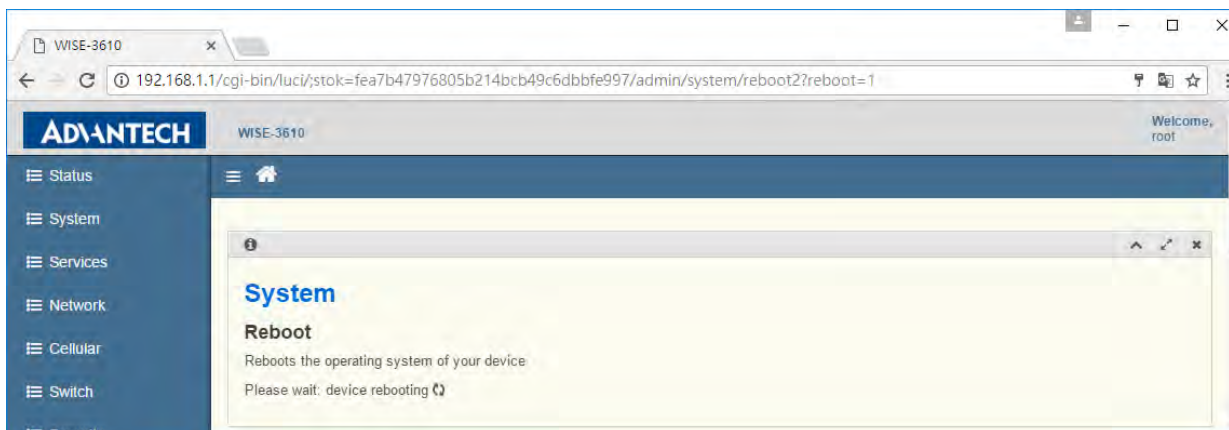 WISE-3610
192.168.1.1/cgi-bin/luci/;stok=fea7b47976805b214bcb49c6dbbfe997/admin/system/reboot2?reboot=1
ADVANTECH
WISE-3610
Welcome,
root
Status
System
Services
Network
Cellular
Switch
System
Reboot
Reboots the operating system of your device
Please wait: device rebooting